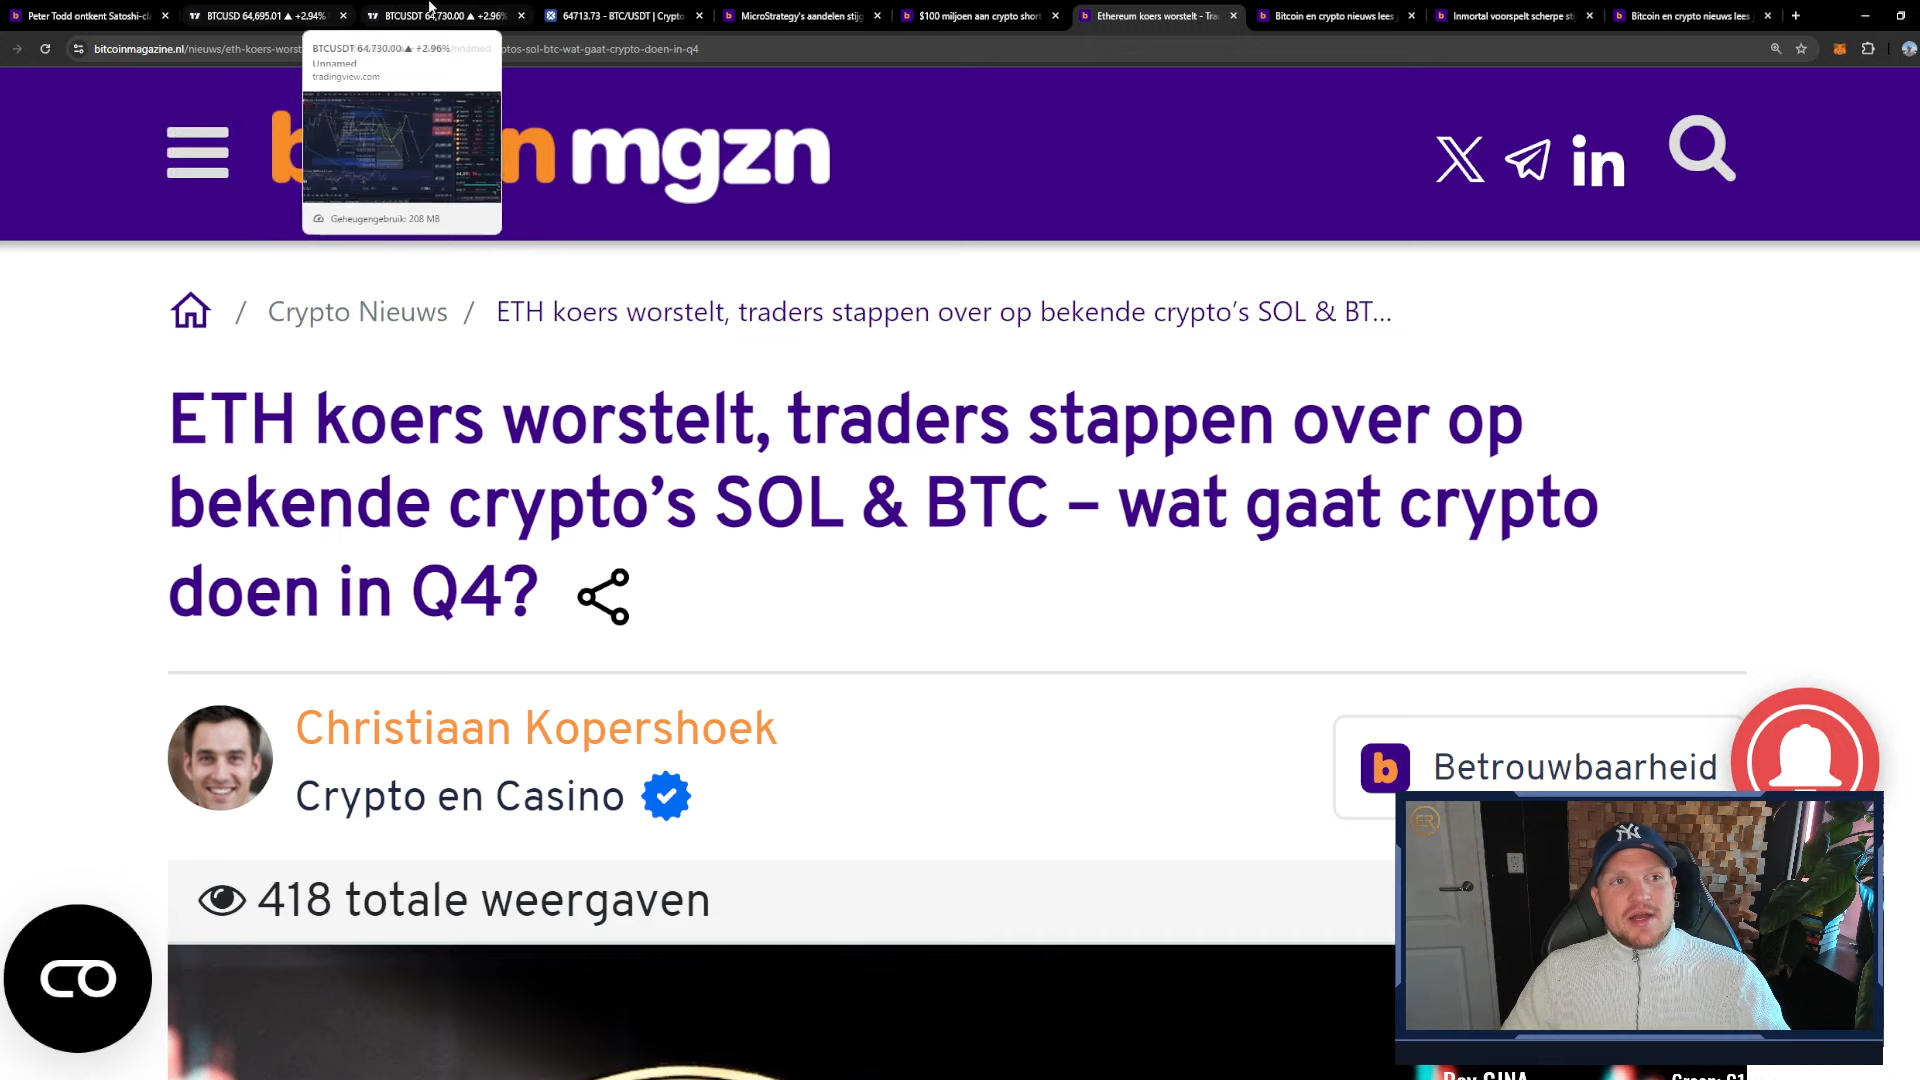 Peter Todd ontkent Satoshi-cla
BTCUSD 64,695.01 ▲ +2.94%
BTCUSDT 64,730.00 ▲ +2.96%
64713.73 - BTC/USDT | Crypto
MicroStrategy's aandelen stijg
$100 miljoen aan crypto short
Ethereum koers worstelt - Tra
Bitcoin en crypto nieuws lees
Inmortal voorspelt scherpe sti
Bitcoin en crypto nieuws lees
bitcoinmagazine.nl/nieuws/eth-koers-worst
ptos-sol-btc-wat-gaat-crypto-doen-in-q4
BTCUSDT 64,730.00 ▲ +2.96%
Unnamed
tradingview.com
Geheugengebruik: 208 MB
b
n mgzn
/ Crypto Nieuws / ETH koers worstelt, traders stappen over op bekende crypto's SOL & BT...
ETH koers worstelt, traders stappen over op
bekende crypto's SOL & BTC – wat gaat crypto
doen in Q4?
Christiaan Kopershoek
Crypto en Casino
b Betrouwbaarheid
418 totale weergaven